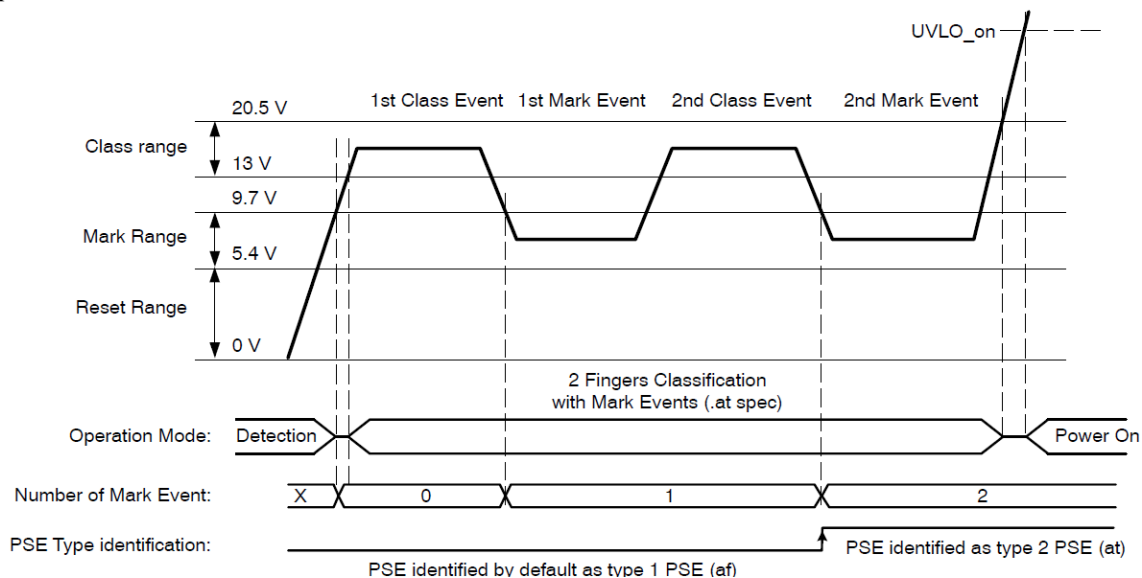 UVLO_on
1st Class Event 1st Mark Event 2nd Class Event 2nd Mark Event
20.5 V
Class range
13 V
9.7 V
Mark Range
5.4 V
Reset Range
0 V
2 Fingers Classification
with Mark Events (.at spec)
Operation Mode: Detection Power On
Number of Mark Event: X 0 1 2
PSE Type identification: PSE identified as type 2 PSE (at)
PSE identified by default as type 1 PSE (af)